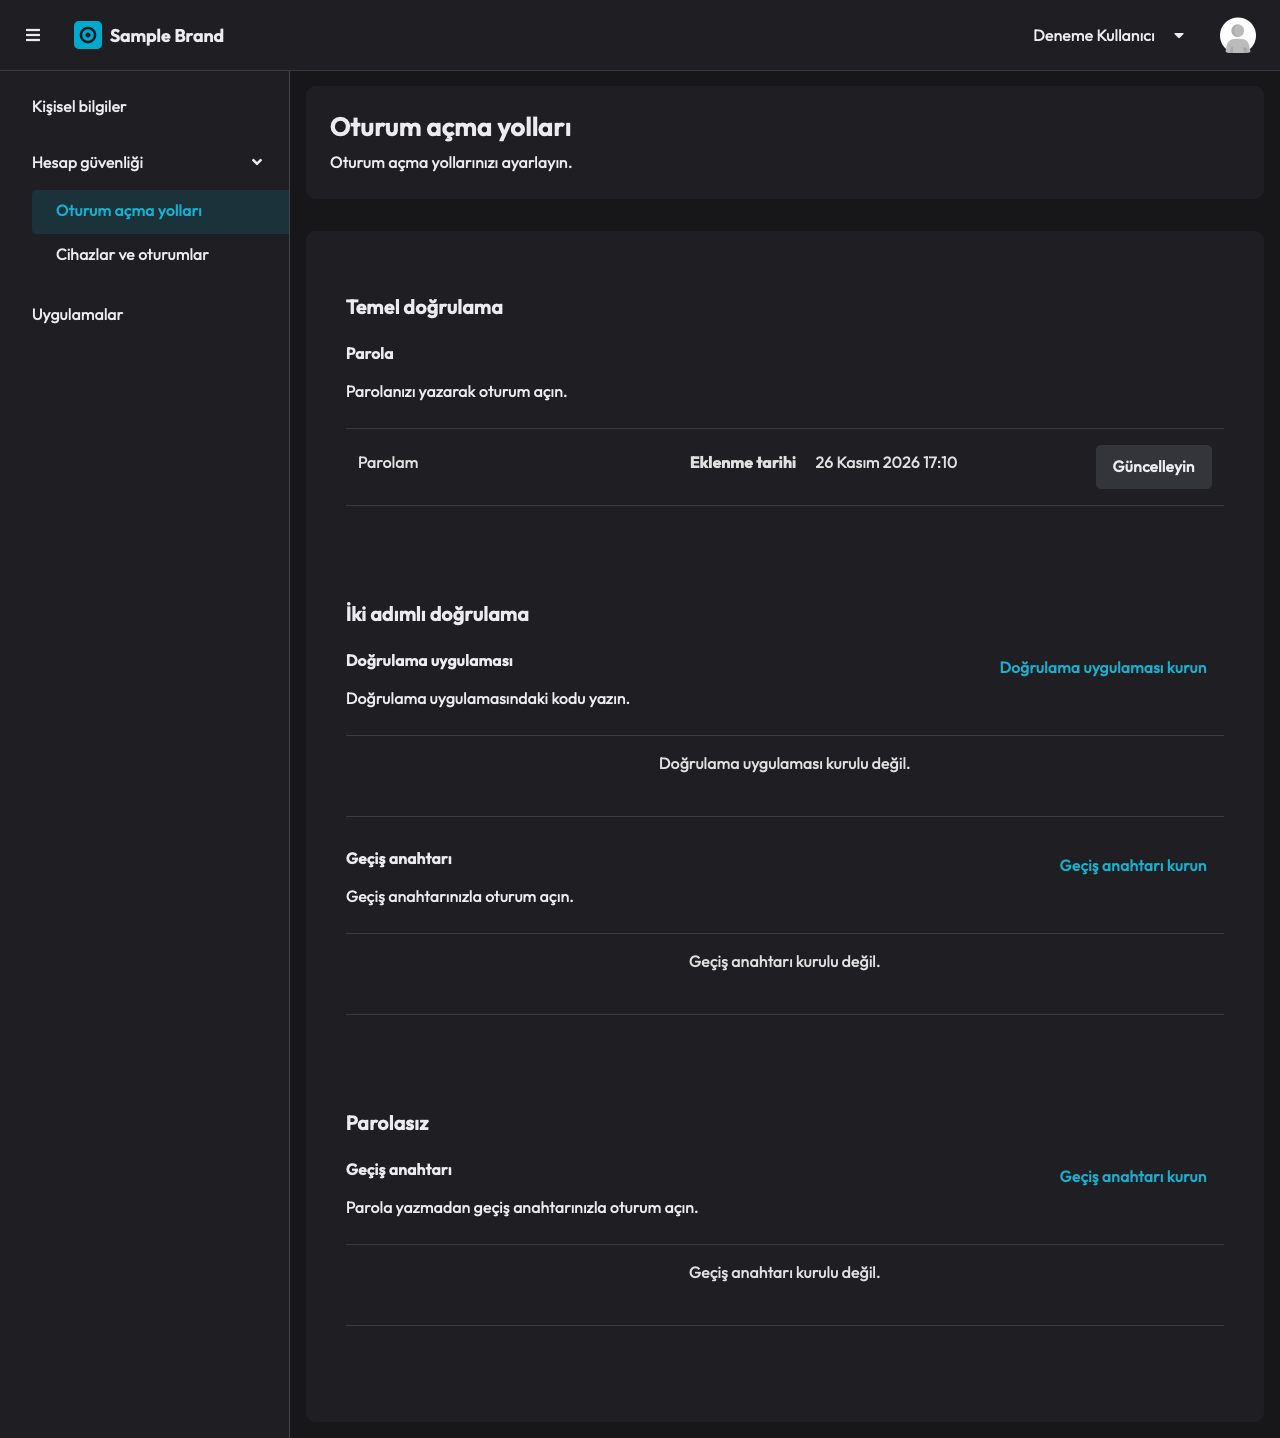 Sample Brand
Deneme Kullanıcı
Kişisel bilgiler
Hesap güvenliği
Oturum açma yolları
Cihazlar ve oturumlar
Uygulamalar
Oturum açma yolları
Oturum açma yollarınızı ayarlayın.
Temel doğrulama
Parola
Parolanızı yazarak oturum açın.
Parolam Eklenme tarihi 26 Kasım 2026 17:10 Güncelleyin
İki adımlı doğrulama
Doğrulama uygulaması
Doğrulama uygulaması kurun
Doğrulama uygulamasındaki kodu yazın.
Doğrulama uygulaması kurulu değil.
Geçiş anahtarı
Geçiş anahtarı kurun
Geçiş anahtarınızla oturum açın.
Geçiş anahtarı kurulu değil.
Parolasız
Geçiş anahtarı
Geçiş anahtarı kurun
Parola yazmadan geçiş anahtarınızla oturum açın.
Geçiş anahtarı kurulu değil.